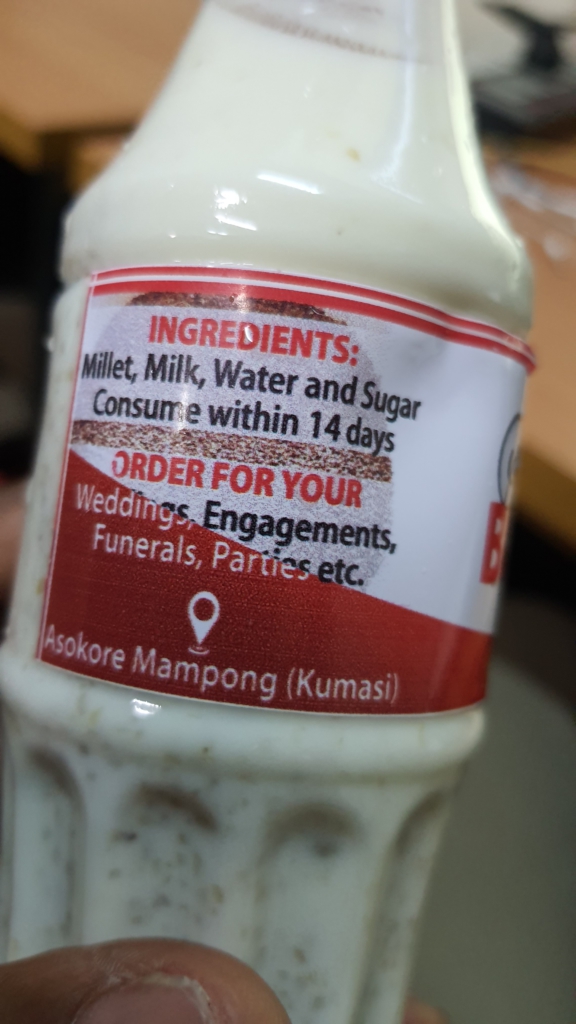 INGREDIENTS:
Millet, Milk, Water and Sugar
Consume within 14 days
ORDER FOR YOUR
Weddings, Engagements,
Funerals, Parties etc.
Asokore Mampong (Kumasi)